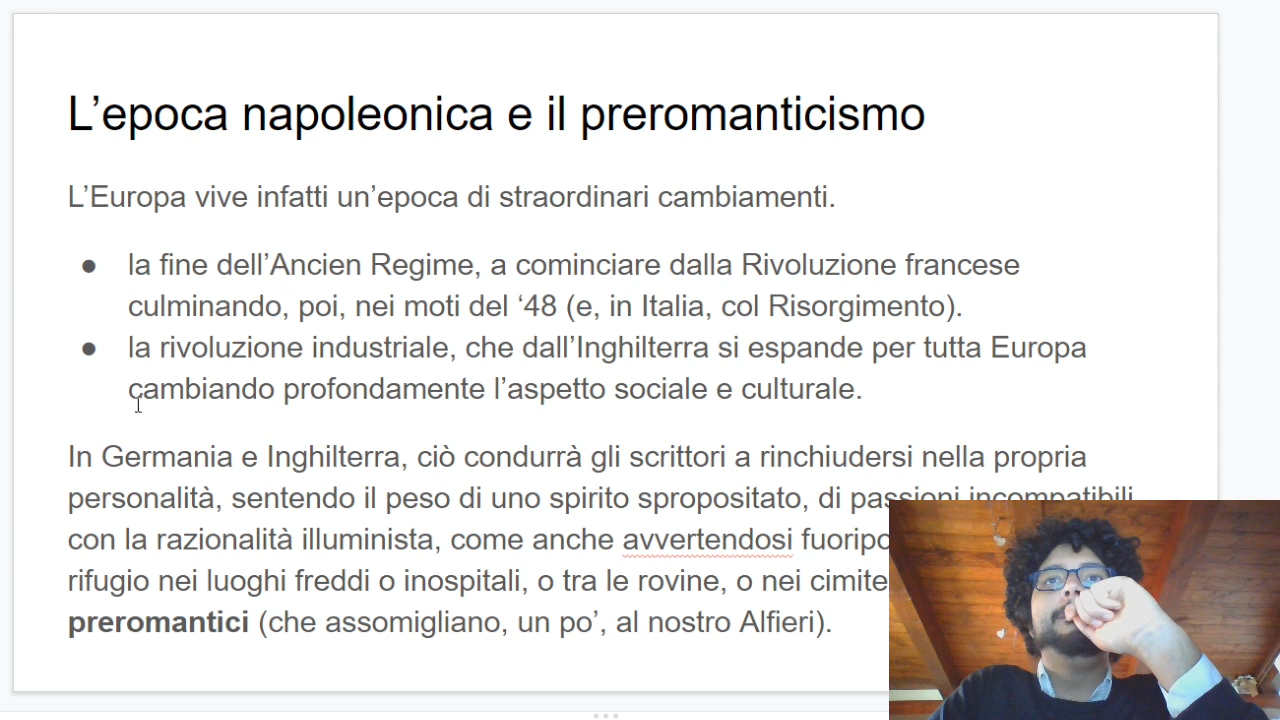 L’epoca napoleonica e il preromanticismo
L’Europa vive infatti un’epoca di straordinari cambiamenti.
● la fine dell’Ancien Regime, a cominciare dalla Rivoluzione francese
culminando, poi, nei moti del ‘48 (e, in Italia, col Risorgimento).
● la rivoluzione industriale, che dall’Inghilterra si espande per tutta Europa
cambiando profondamente l’aspetto sociale e culturale.
In Germania e Inghilterra, ciò condurrà gli scrittori a rinchiudersi nella propria
personalità, sentendo il peso di uno spirito spropositato, di passioni incompatibili
con la razionalità illuminista, come anche avvertendosi
rifugio nei luoghi freddi o inospitali, o tra le rovine, o nei
preromantici (che assomigliano, un po’, al nostro Alfieri).